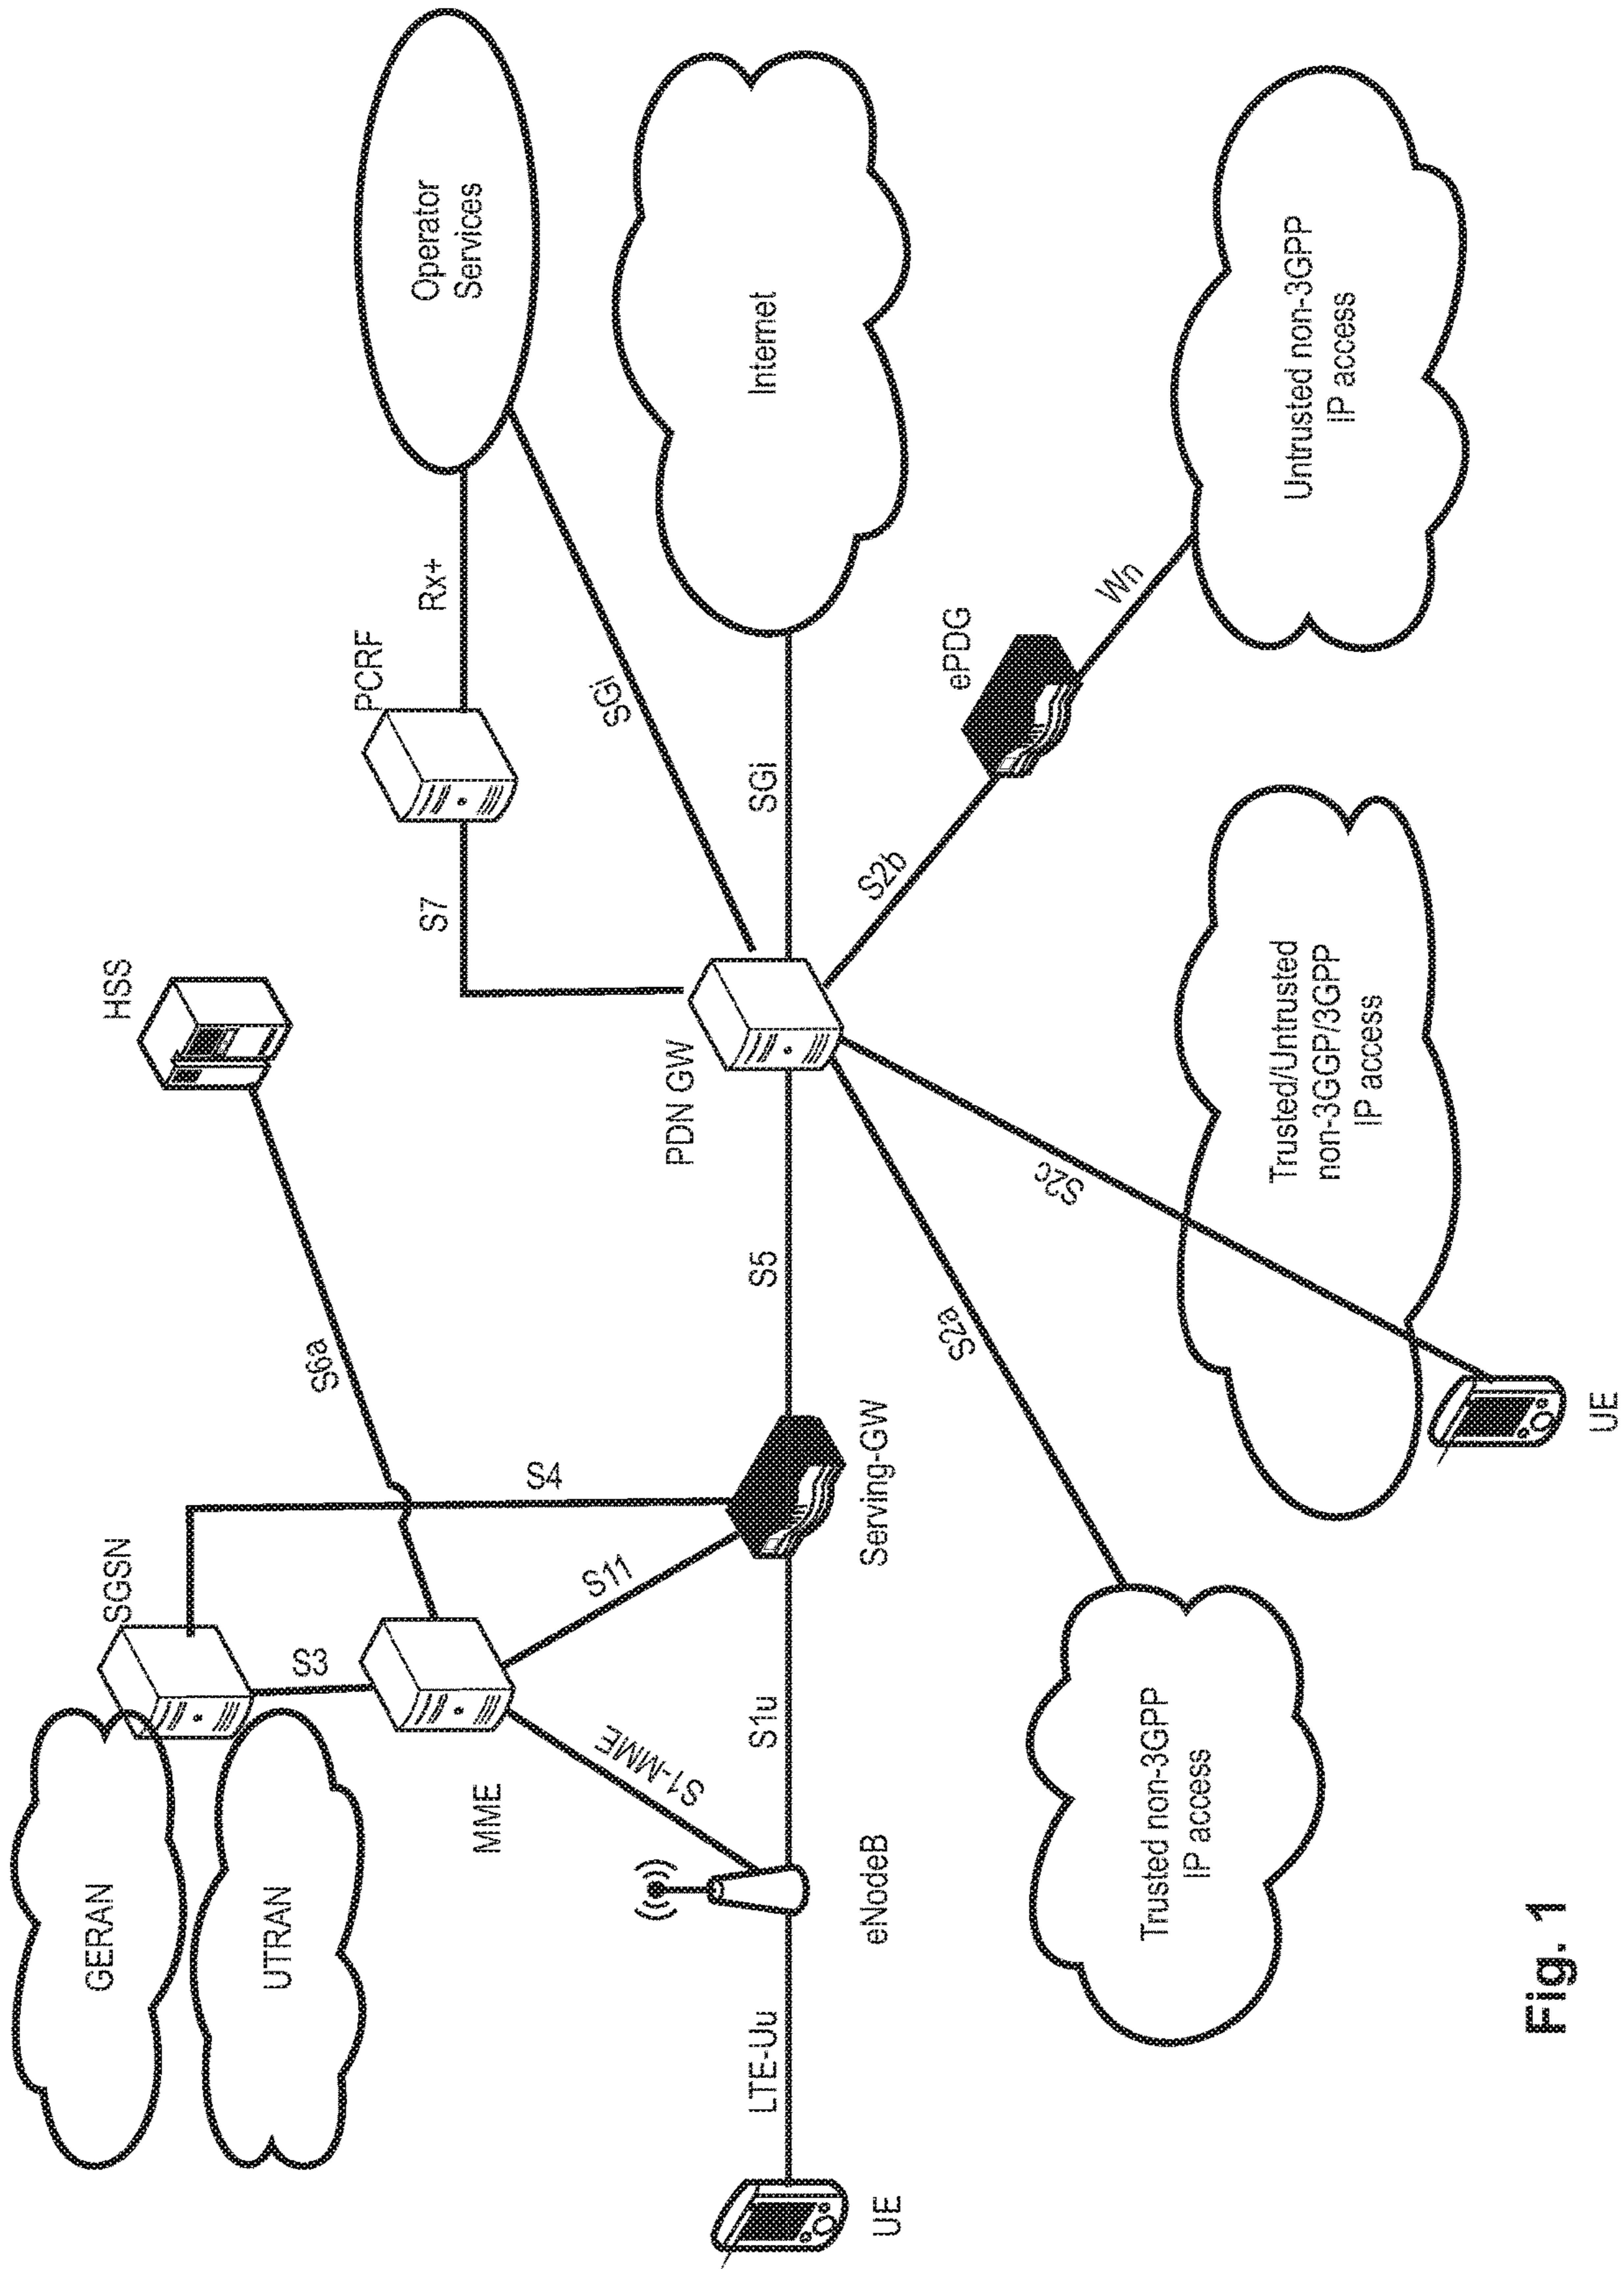 GERAN
SGSN
HSS
UTRAN
S3
S6a
PCRF
Operator
Services
MME
S4
S7
Rx+
S11
S1-MME
SGi
LTE-Uu
S1u
S5
PDN GW
SGi
Internet
UE
eNodeB
Serving-GW
S2b
ePDG
S2a
S2c
Wn
Trusted non-3GPP
IP access
Trusted/Untrusted
non-3GGP/3GPP
IP access
Untrusted non-3GPP
IP access
UE
Fig. 1